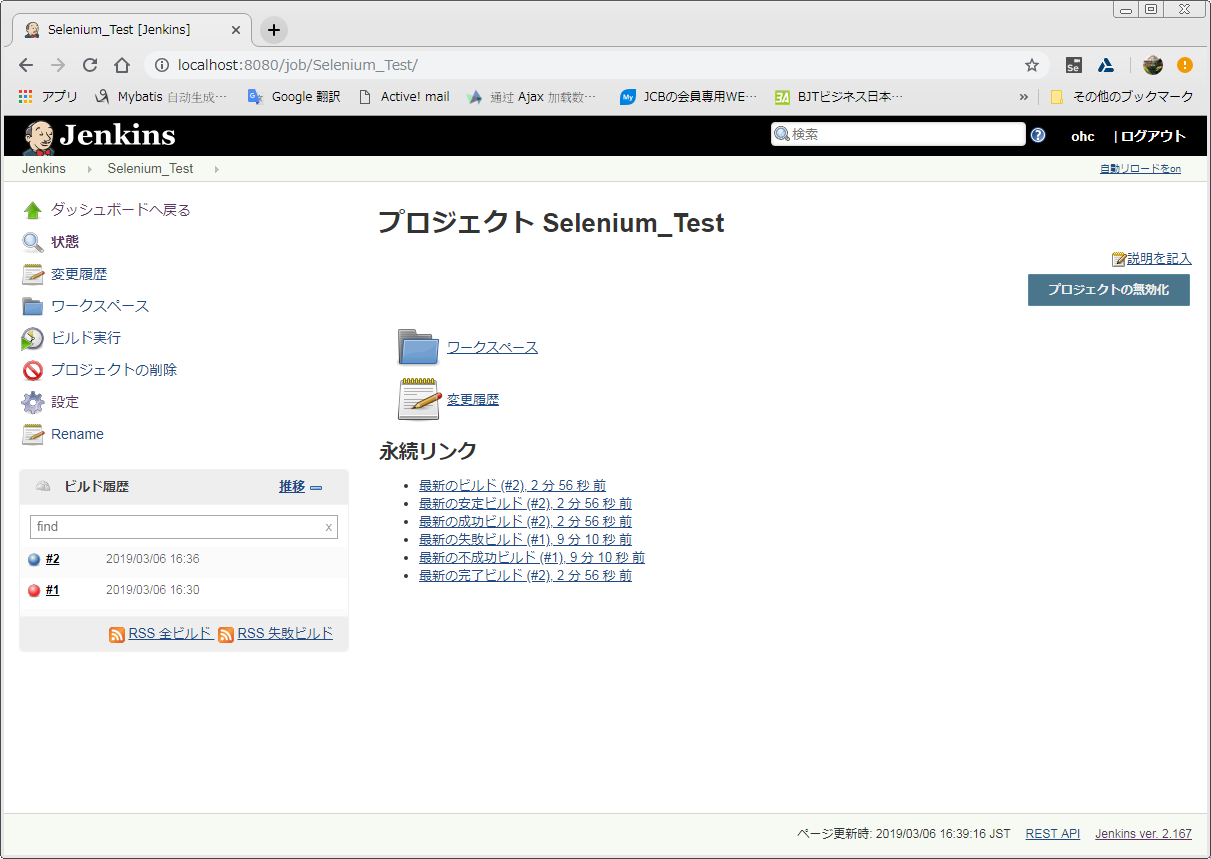 Selenium_Test [Jenkins]
localhost:8080/job/Selenium_Test/
Se
アプリ Mybatis 自动生成… Google 翻訳 Active! mail 通过 Ajax 加载数… My JCBの会員専用WE… BJTビジネス日本… » その他のブックマーク
Jenkins 検索 ohc | ログアウト
Jenkins Selenium_Test 自動リロードをon
ダッシュボードへ戻る
状態
変更履歴
ワークスペース
ビルド実行
プロジェクトの削除
設定
Rename
ビルド履歴 推移
find x
#2 2019/03/06 16:36
#1 2019/03/06 16:30
RSS 全ビルド RSS 失敗ビルド
プロジェクト Selenium_Test
説明を記入
プロジェクトの無効化
ワークスペース
変更履歴
永続リンク
• 最新のビルド (#2), 2 分 56 秒 前
• 最新の安定ビルド (#2), 2 分 56 秒 前
• 最新の成功ビルド (#2), 2 分 56 秒 前
• 最新の失敗ビルド (#1), 9 分 10 秒 前
• 最新の不成功ビルド (#1), 9 分 10 秒 前
• 最新の完了ビルド (#2), 2 分 56 秒 前
ページ更新時: 2019/03/06 16:39:16 JST REST API Jenkins ver. 2.167